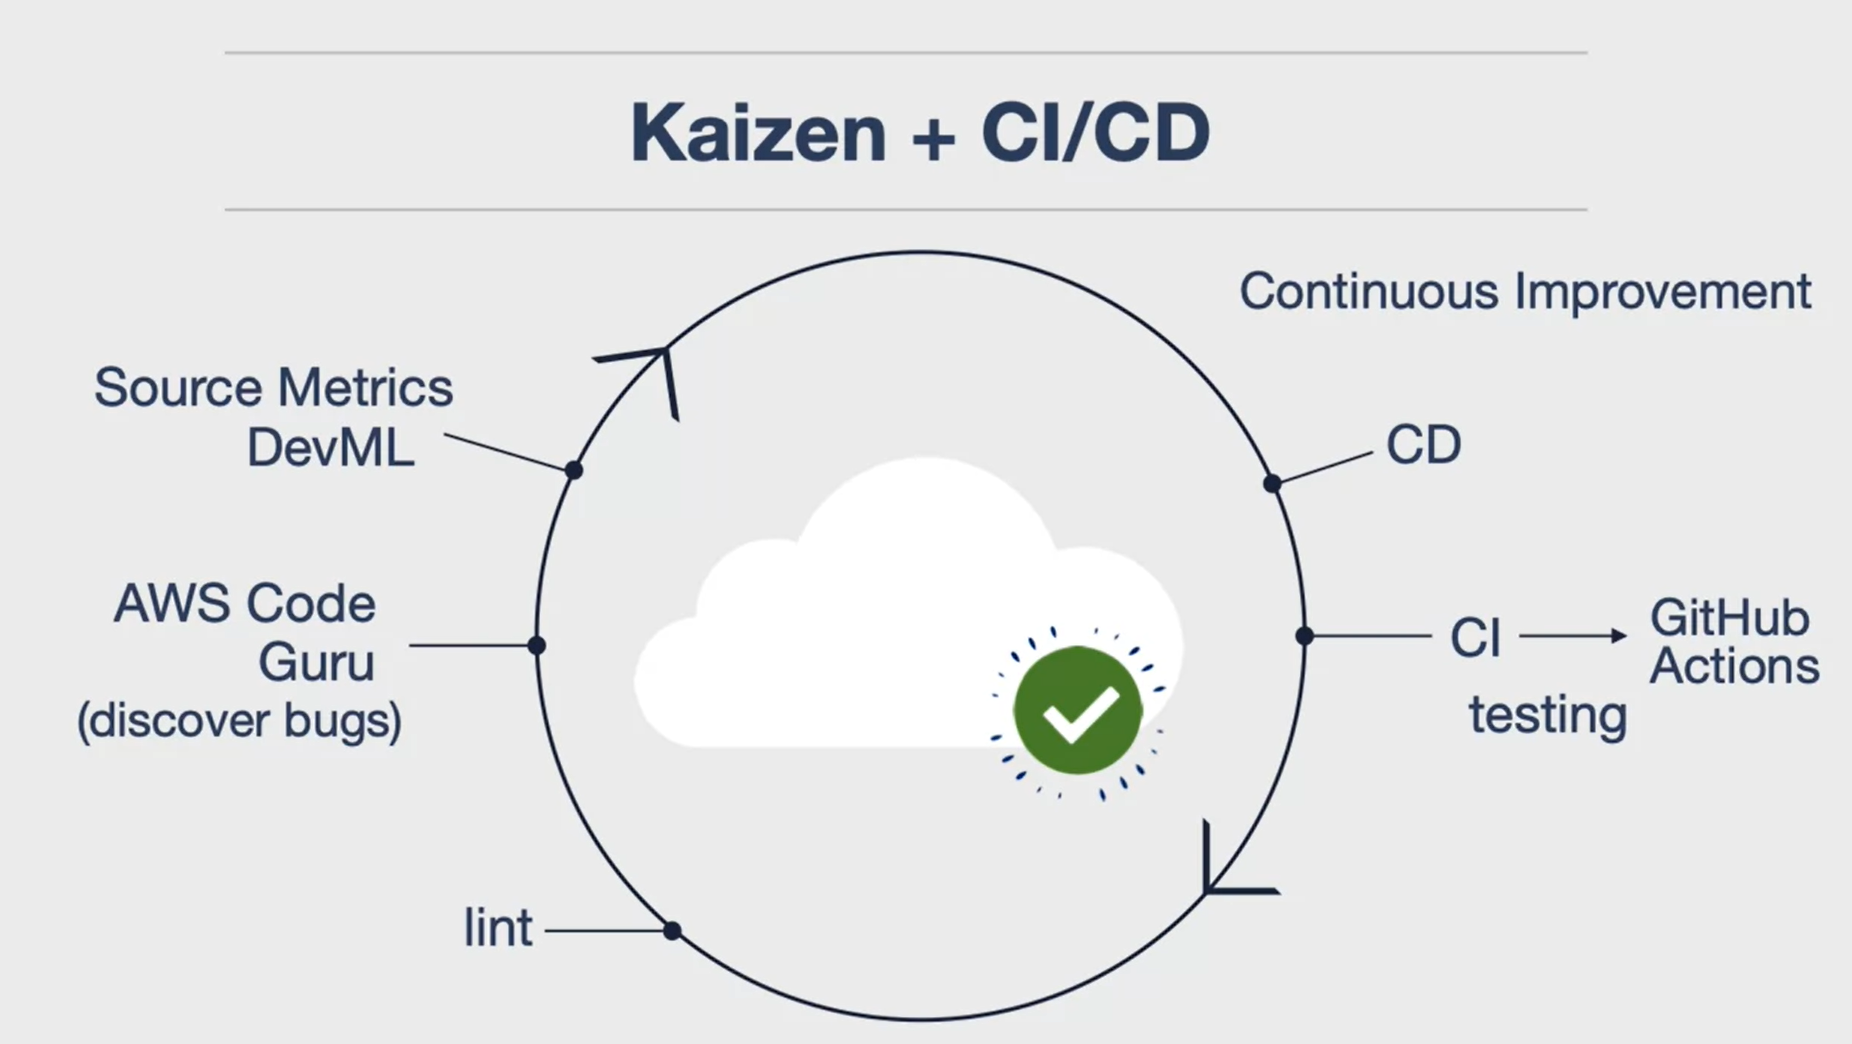 Kaizen + CI/CD
Continuous Improvement
Source Metrics
DevML
CD
AWS Code
Guru
(discover bugs)
CI
GitHub
Actions
testing
lint